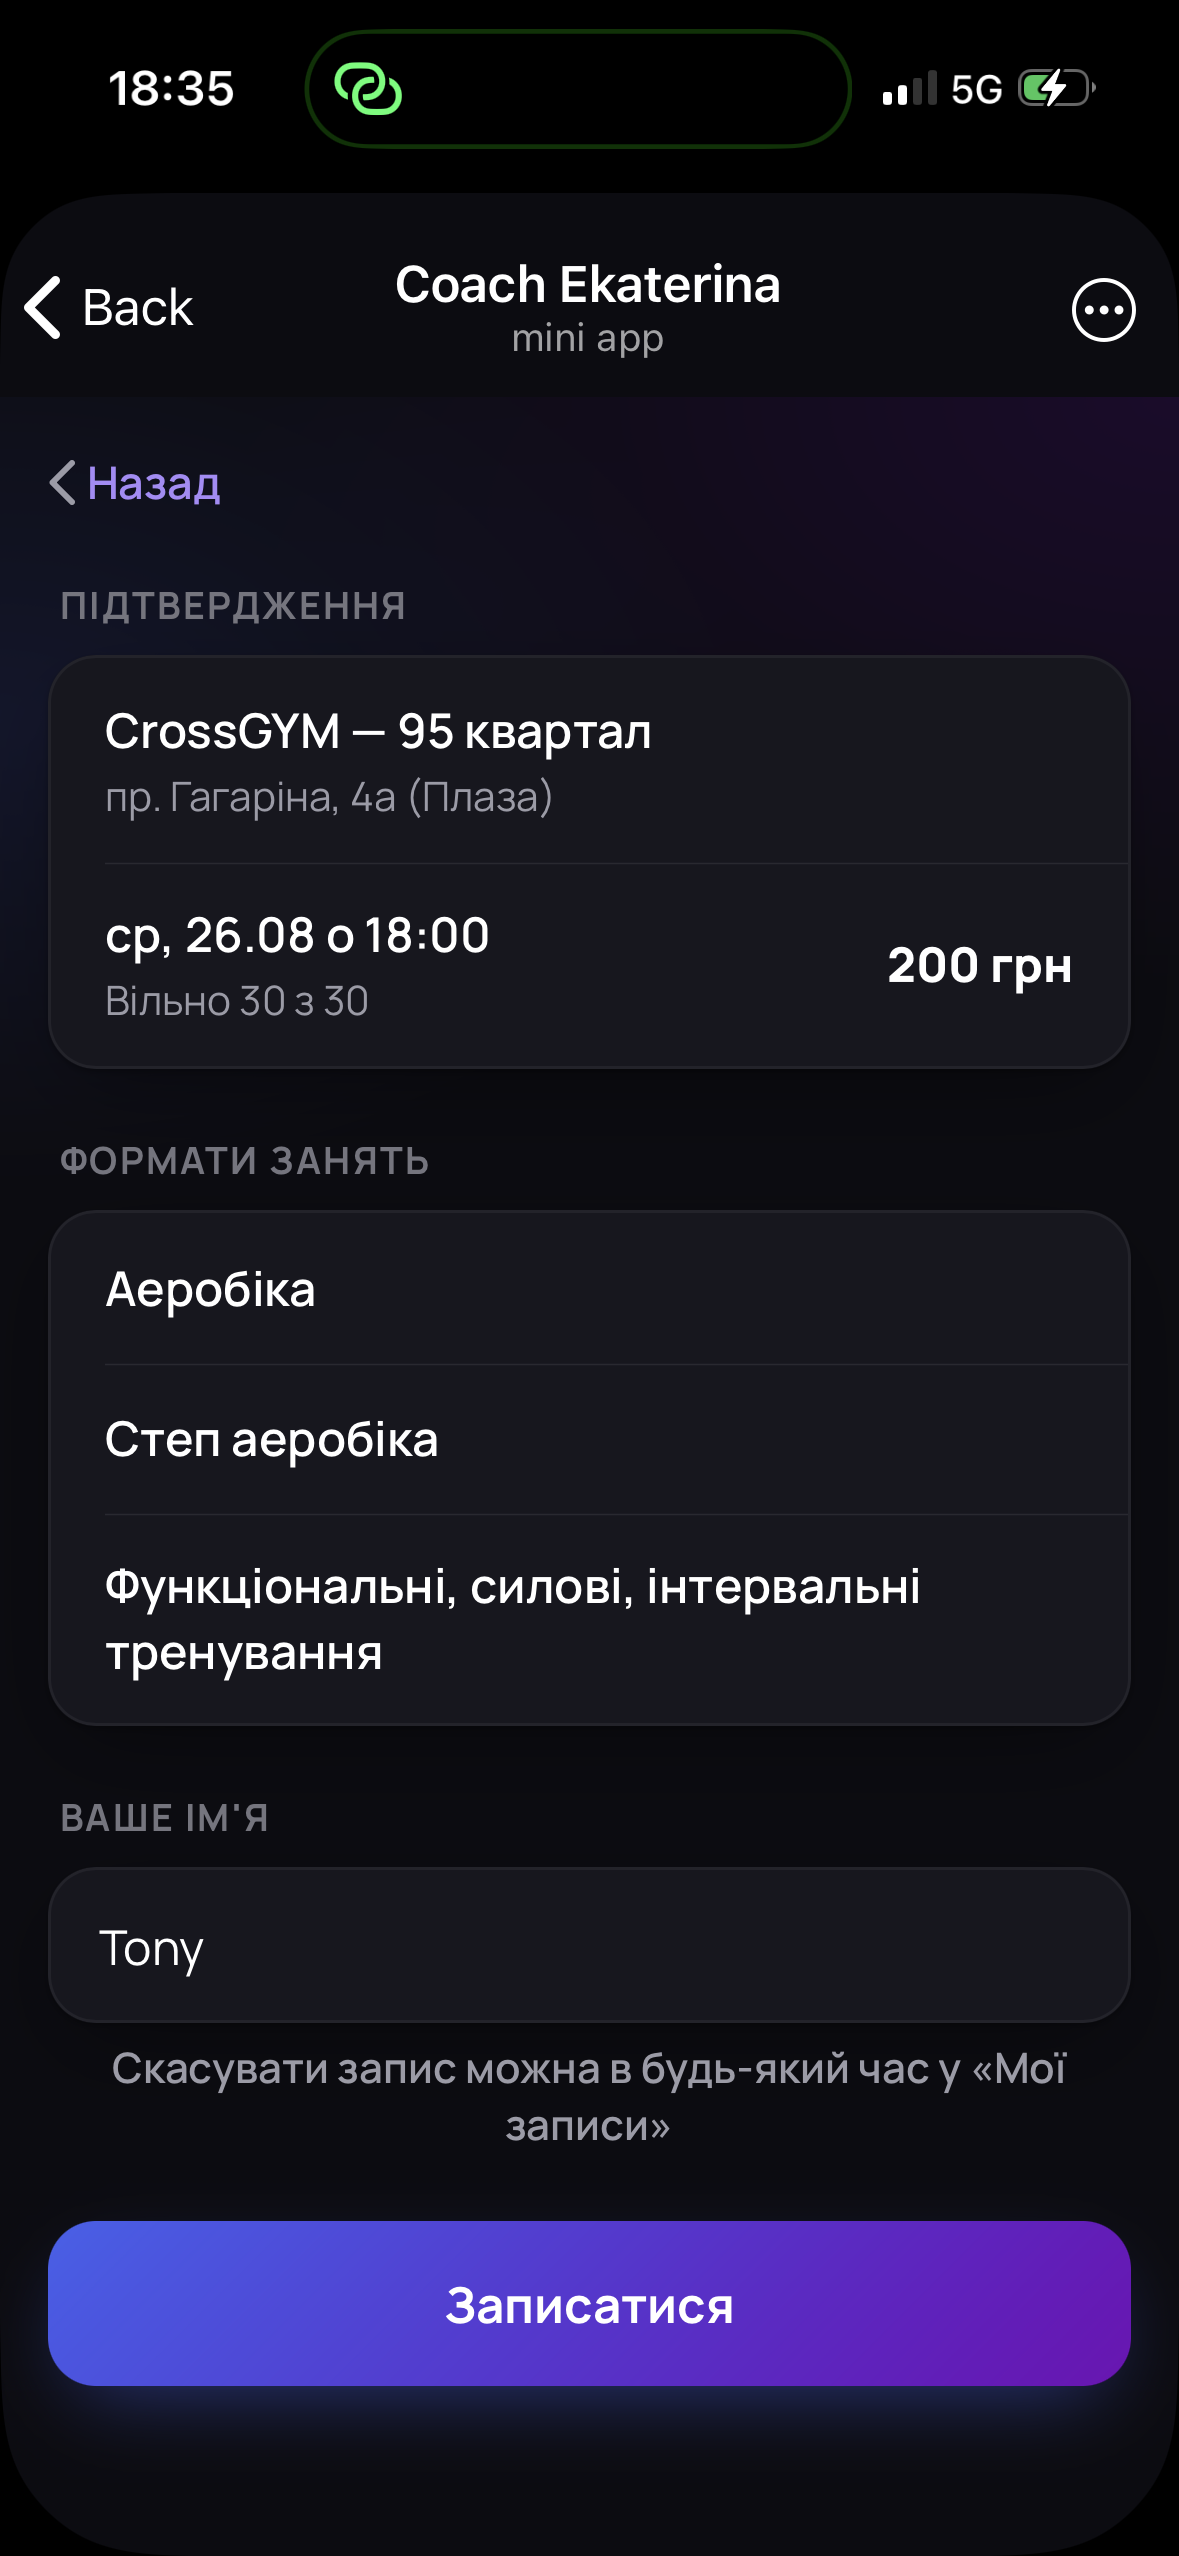 18:35
5G
Back
Coach Ekaterina
mini app
Назад
ПІДТВЕРДЖЕННЯ
CrossGYM — 95 квартал
пр. Гагаріна, 4а (Плаза)
ср, 26.08 о 18:00
200 грн
Вільно 30 з 30
ФОРМАТИ ЗАНЯТЬ
Аеробіка
Степ аеробіка
Функціональні, силові, інтервальні
тренування
ВАШЕ ІМ'Я
Tony
Скасувати запис можна в будь-який час у «Мої
записи»
Записатися